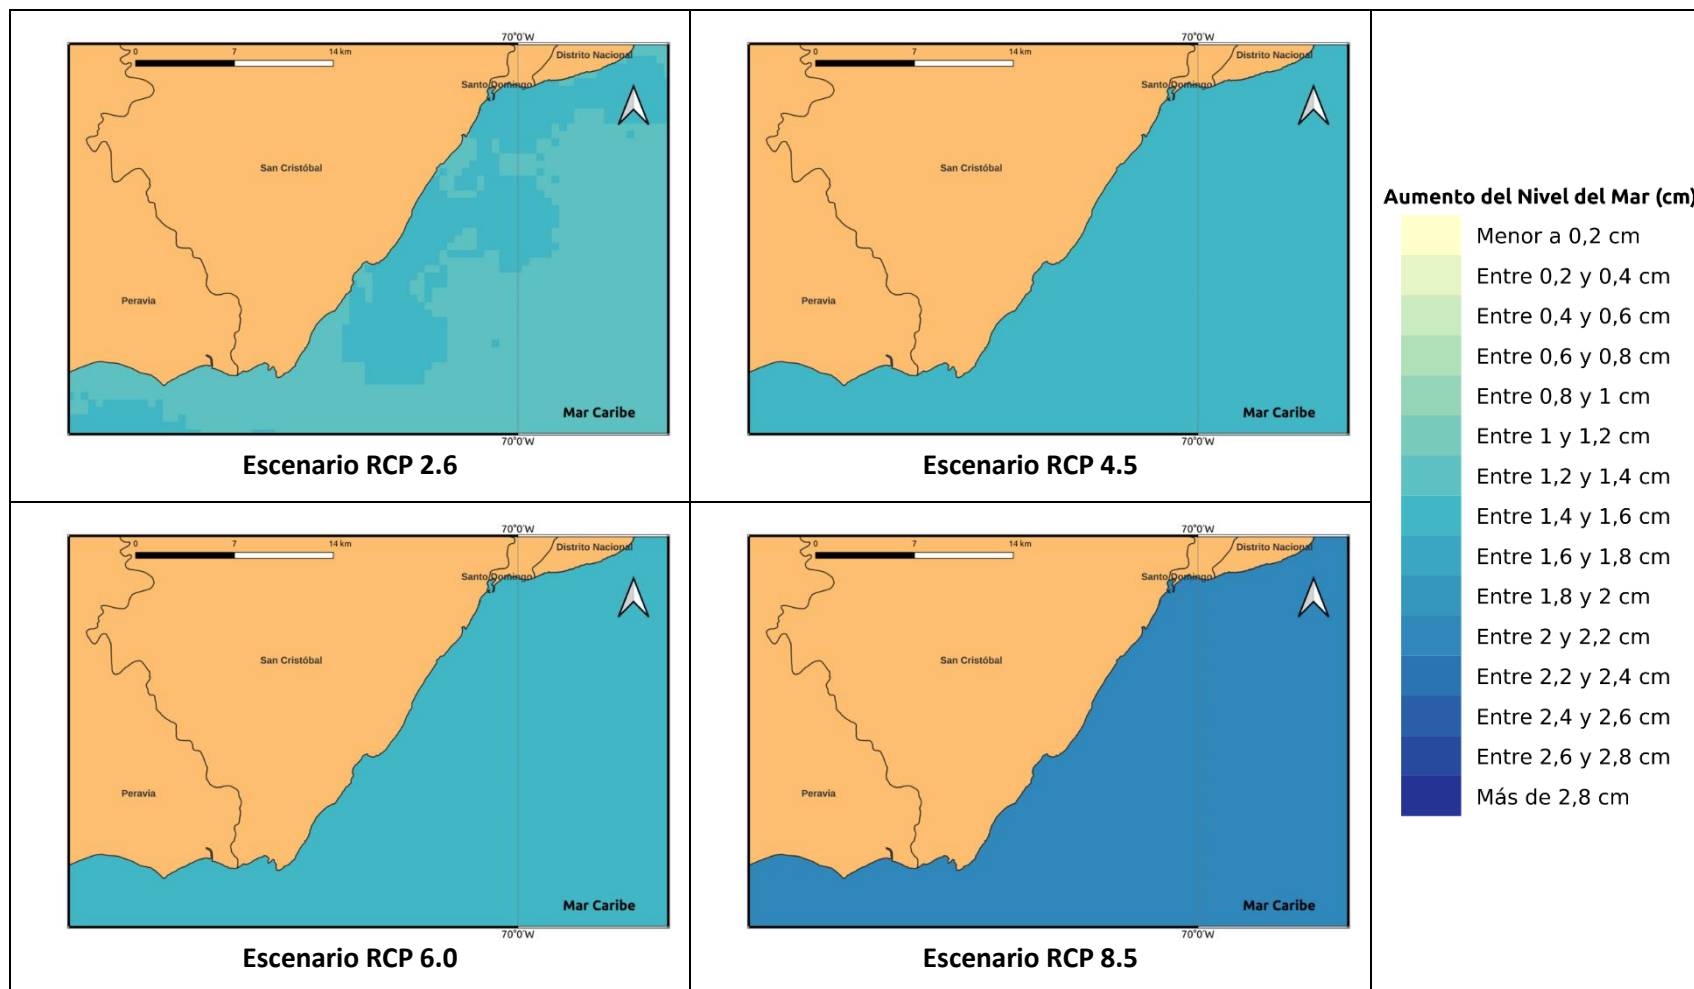 70°0'W
0 7 14 km
Distrito Nacional
Santo Domingo
San Cristóbal
Peravia
Mar Caribe
70°0'W
Escenario RCP 2.6
70°0'W
0 7 14 km
Distrito Nacional
Santo Domingo
San Cristóbal
Peravia
Mar Caribe
70°0'W
Escenario RCP 4.5
70°0'W
0 7 14 km
Distrito Nacional
Santo Domingo
San Cristóbal
Peravia
Mar Caribe
70°0'W
Escenario RCP 6.0
70°0'W
0 7 14 km
Distrito Nacional
Santo Domingo
San Cristóbal
Peravia
Mar Caribe
70°0'W
Escenario RCP 8.5
Aumento del Nivel del Mar (cm)
Menor a 0,2 cm
Entre 0,2 y 0,4 cm
Entre 0,4 y 0,6 cm
Entre 0,6 y 0,8 cm
Entre 0,8 y 1 cm
Entre 1 y 1,2 cm
Entre 1,2 y 1,4 cm
Entre 1,4 y 1,6 cm
Entre 1,6 y 1,8 cm
Entre 1,8 y 2 cm
Entre 2 y 2,2 cm
Entre 2,2 y 2,4 cm
Entre 2,4 y 2,6 cm
Entre 2,6 y 2,8 cm
Más de 2,8 cm